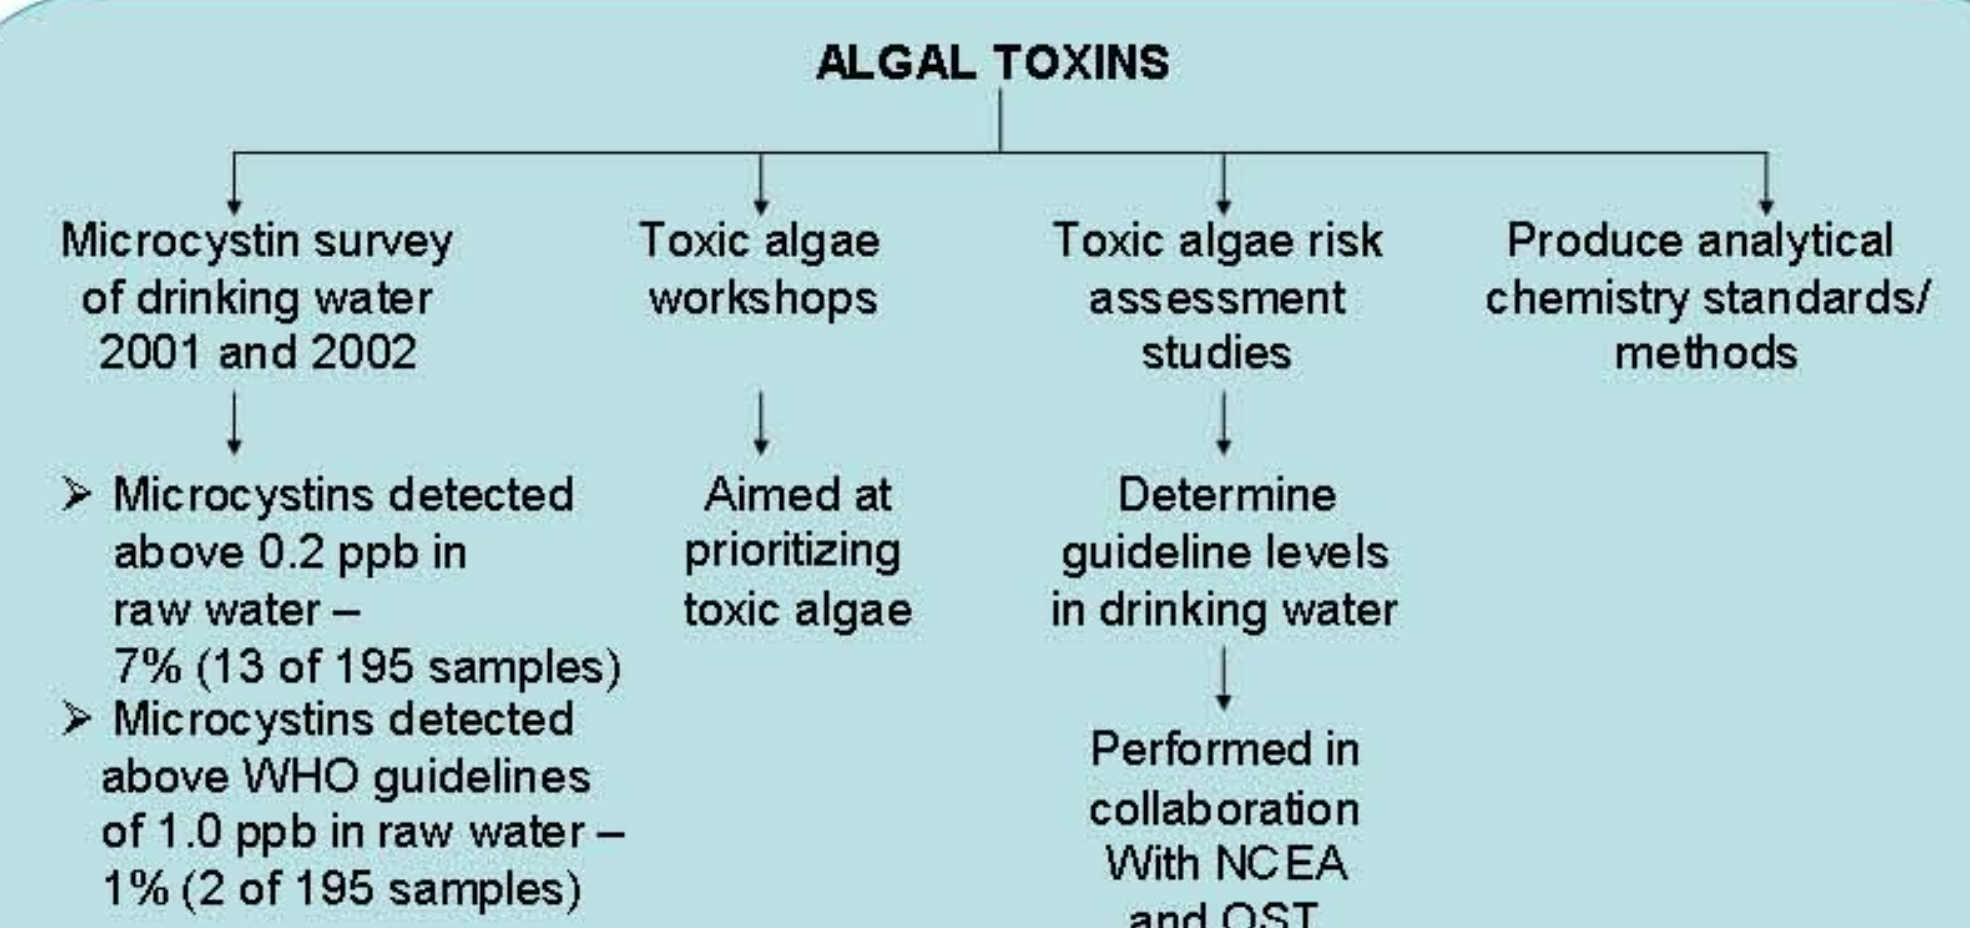 ALGAL TOXINS
Microcystin survey
of drinking water
2001 and 2002
➢ Microcystins detected
above 0.2 ppb in
raw water –
7% (13 of 195 samples)
➢ Microcystins detected
above WHO guidelines
of 1.0 ppb in raw water –
1% (2 of 195 samples)
Toxic algae
workshops
Aimed at
prioritizing
toxic algae
Toxic algae risk
assessment
studies
Determine
guideline levels
in drinking water
Performed in
collaboration
With NCEA
and OST
Produce analytical
chemistry standards/
methods